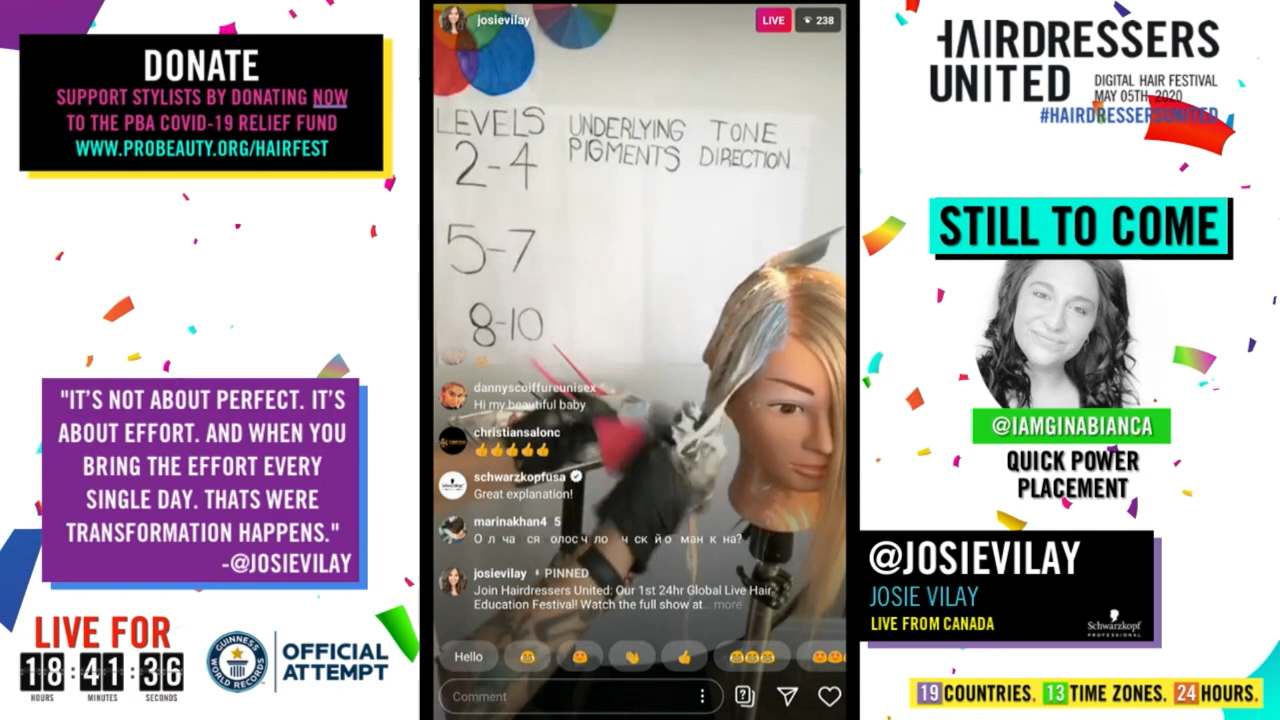 DONATE
SUPPORT STYLISTS BY DONATING NOW
TO THE PBA COVID-19 RELIEF FUND
WWW.PROBEAUTY.ORG/HAIRFEST
"IT'S NOT ABOUT PERFECT. IT'S
ABOUT EFFORT. AND WHEN YOU
BRING THE EFFORT EVERY
SINGLE DAY. THATS WERE
TRANSFORMATION HAPPENS."
-@JOSIEVILAY
LIVE FOR
18:41:36
HOURS MINUTES SECONDS
GUINNESS
WORLD RECORDS
OFFICIAL
ATTEMPT
josievilay
LIVE
238
LEVELS
UNDERLYING
PIGMENTS
TONE
DIRECTION
2-4
5-7
8-10
dannyscoiffureunisex
Hi my beautiful baby
christiansalonc
👍👍👍👍👍
schwarzkopfusa
Great explanation!
marinakhan4 5
josievilay PINNED
Join Hairdressers United: Our 1st 24hr Global Live Hair
Education Festival! Watch the full show at... more
Hello
Comment
HAIRDRESSERS
UNITED
DIGITAL HAIR FESTIVAL
MAY 05TH, 2020
#HAIRDRESSERSUNITED
STILL TO COME
@IAMGINABIANCA
QUICK POWER
PLACEMENT
@JOSIEVILAY
JOSIE VILAY
LIVE FROM CANADA
Schwarzkopf
PROFESSIONAL
19 COUNTRIES. 13 TIME ZONES. 24 HOURS.